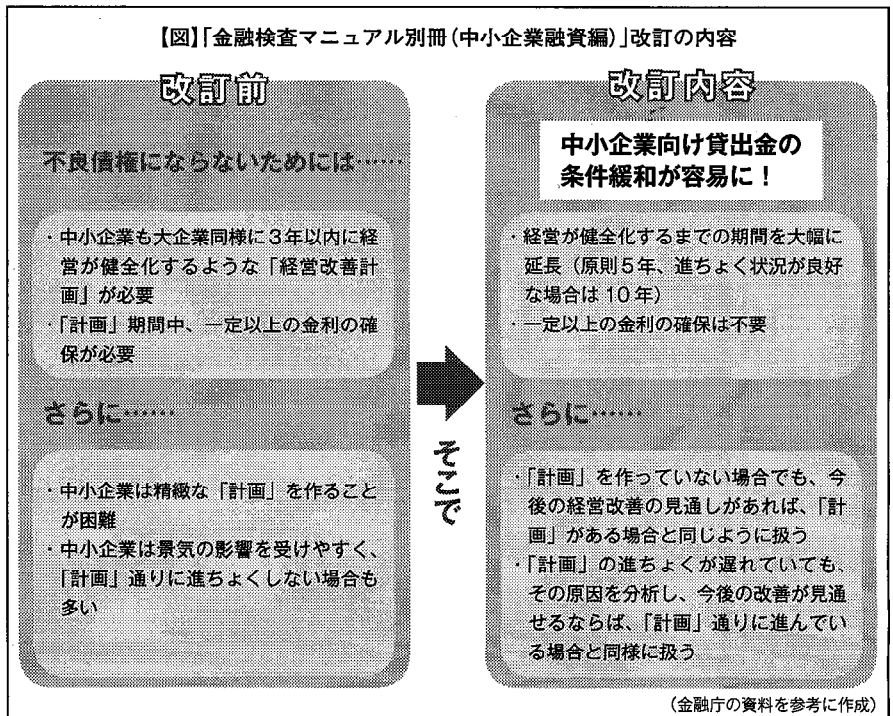 【図】「金融検査マニュアル別冊(中小企業融資編)」改訂の内容
改訂前
不良債権にならないためには……
・中小企業も大企業同様に3年以内に経
営が健全化するような「経営改善計
画」が必要
・「計画」期間中、一定以上の金利の確
保が必要
さらに……
・中小企業は精緻な「計画」を作ること
が困難
・中小企業は景気の影響を受けやすく、
「計画」通りに進ちょくしない場合も
多い
そこで
改訂内容
中小企業向け貸出金の
条件緩和が容易に!
・経営が健全化するまでの期間を大幅に
延長(原則5年、進ちょく状況が良好
な場合は10年)
・一定以上の金利の確保は不要
さらに……
・「計画」を作っていない場合でも、今
後の経営改善の見通しがあれば、「計
画」がある場合と同じように扱う
・「計画」の進ちょくが遅れていても、
その原因を分析し、今後の改善が見通
せるならば、「計画」通りに進んでい
る場合と同様に扱う
(金融庁の資料を参考に作成)